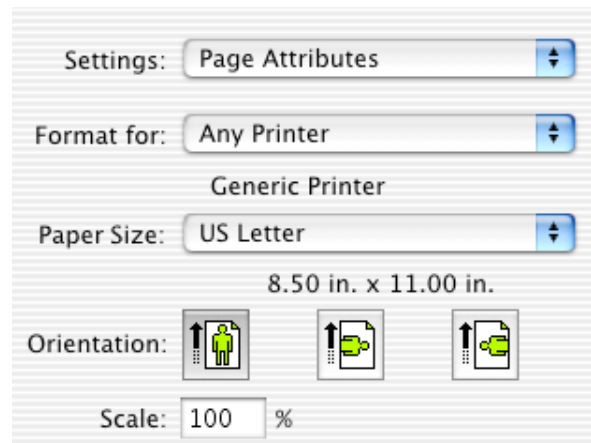 Settings: Page Attributes
Format for: Any Printer
Generic Printer
Paper Size: US Letter
8.50 in. x 11.00 in.
Orientation:
Scale: 100 %